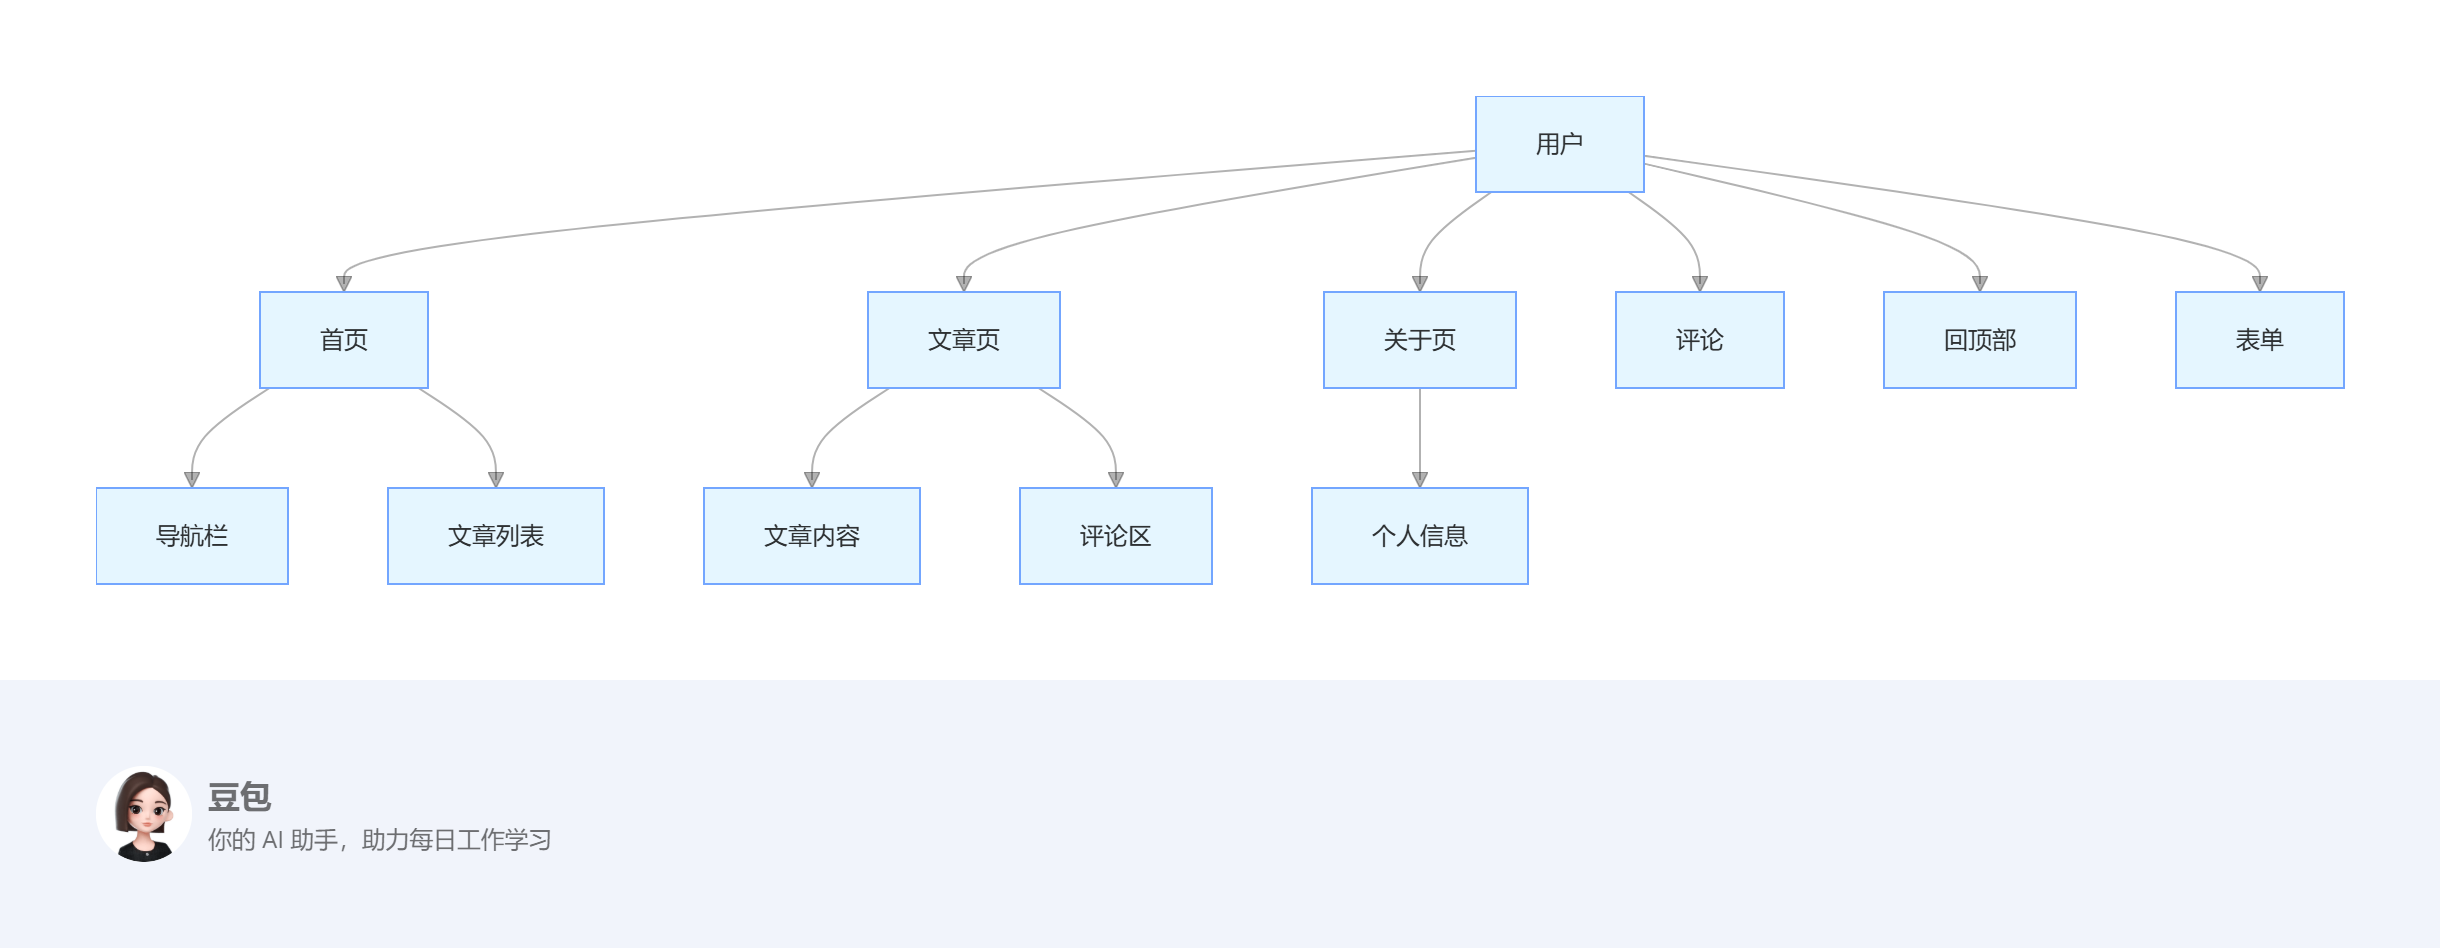 用户
首页
文章页
关于页
评论
回顶部
表单
导航栏
文章列表
文章内容
评论区
个人信息
豆包
你的 AI 助手，助力每日工作学习